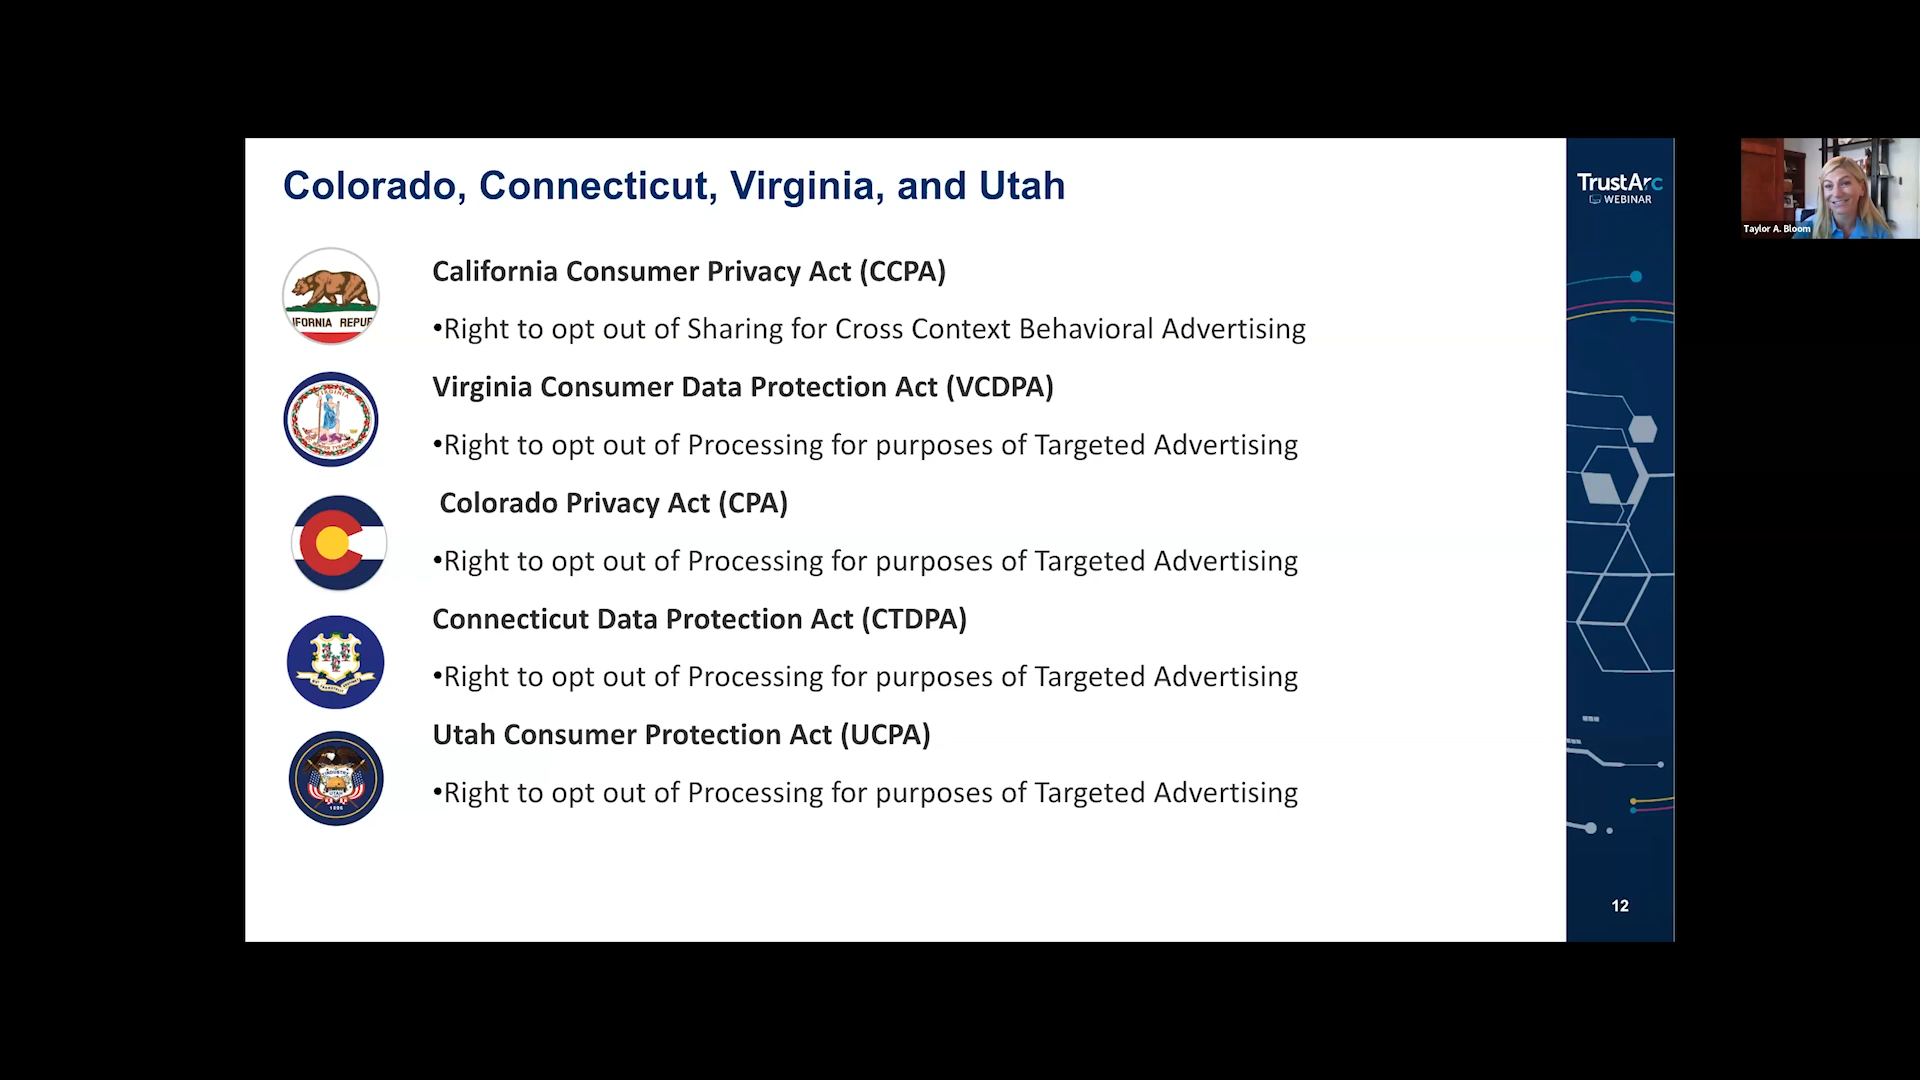 Colorado, Connecticut, Virginia, and Utah
TrustArc
WEBINAR
Taylor A. Bloom
California Consumer Privacy Act (CCPA)
•Right to opt out of Sharing for Cross Context Behavioral Advertising
IFORNIA REPUB
Virginia Consumer Data Protection Act (VCDPA)
VIRGINIA
•Right to opt out of Processing for purposes of Targeted Advertising
Colorado Privacy Act (CPA)
•Right to opt out of Processing for purposes of Targeted Advertising
Connecticut Data Protection Act (CTDPA)
•Right to opt out of Processing for purposes of Targeted Advertising
Utah Consumer Protection Act (UCPA)
INDUSTRY
UTAH
1896
•Right to opt out of Processing for purposes of Targeted Advertising
12